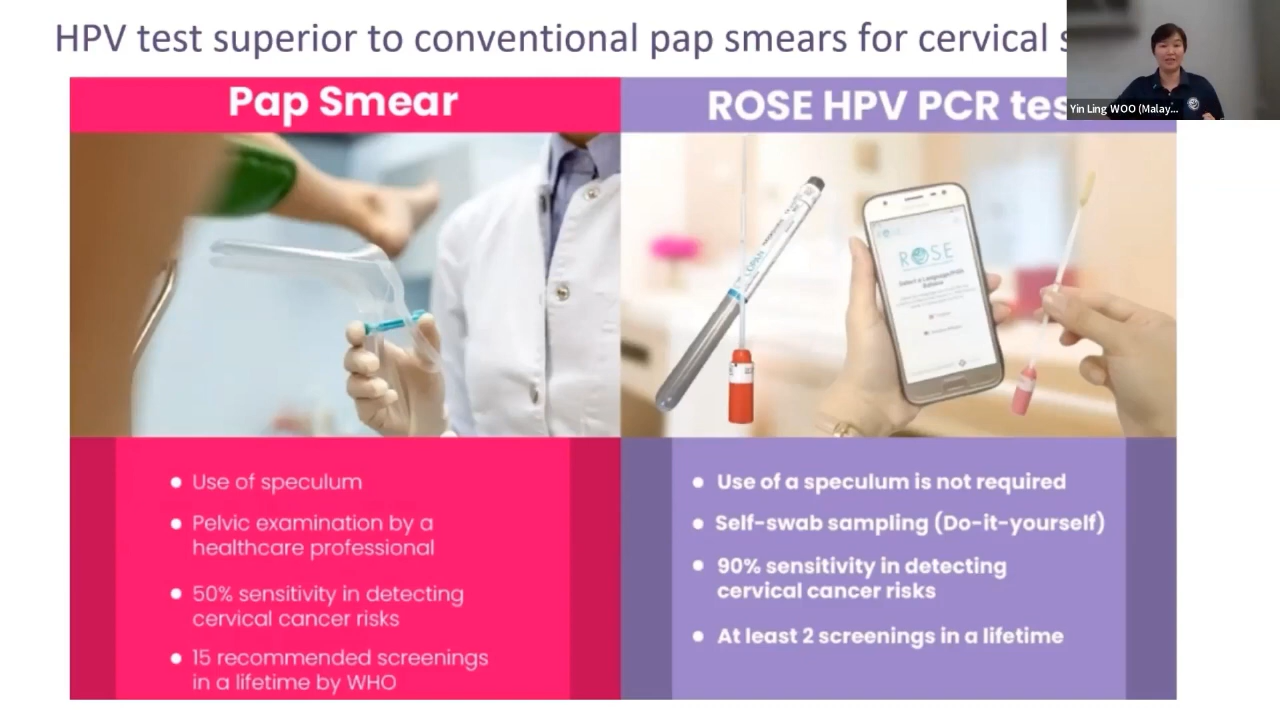 HPV test superior to conventional pap smears for cervical
Yin Ling WOO (Malay...
Pap Smear
ROSE HPV PCR
ROSE
● Use of speculum
● Pelvic examination by a
healthcare professional
● 50% sensitivity in detecting
cervical cancer risks
● 15 recommended screenings
in a lifetime by WHO
● Use of a speculum is not required
● Self-swab sampling (Do-it-yourself)
● 90% sensitivity in detecting
cervical cancer risks
● At least 2 screenings in a lifetime